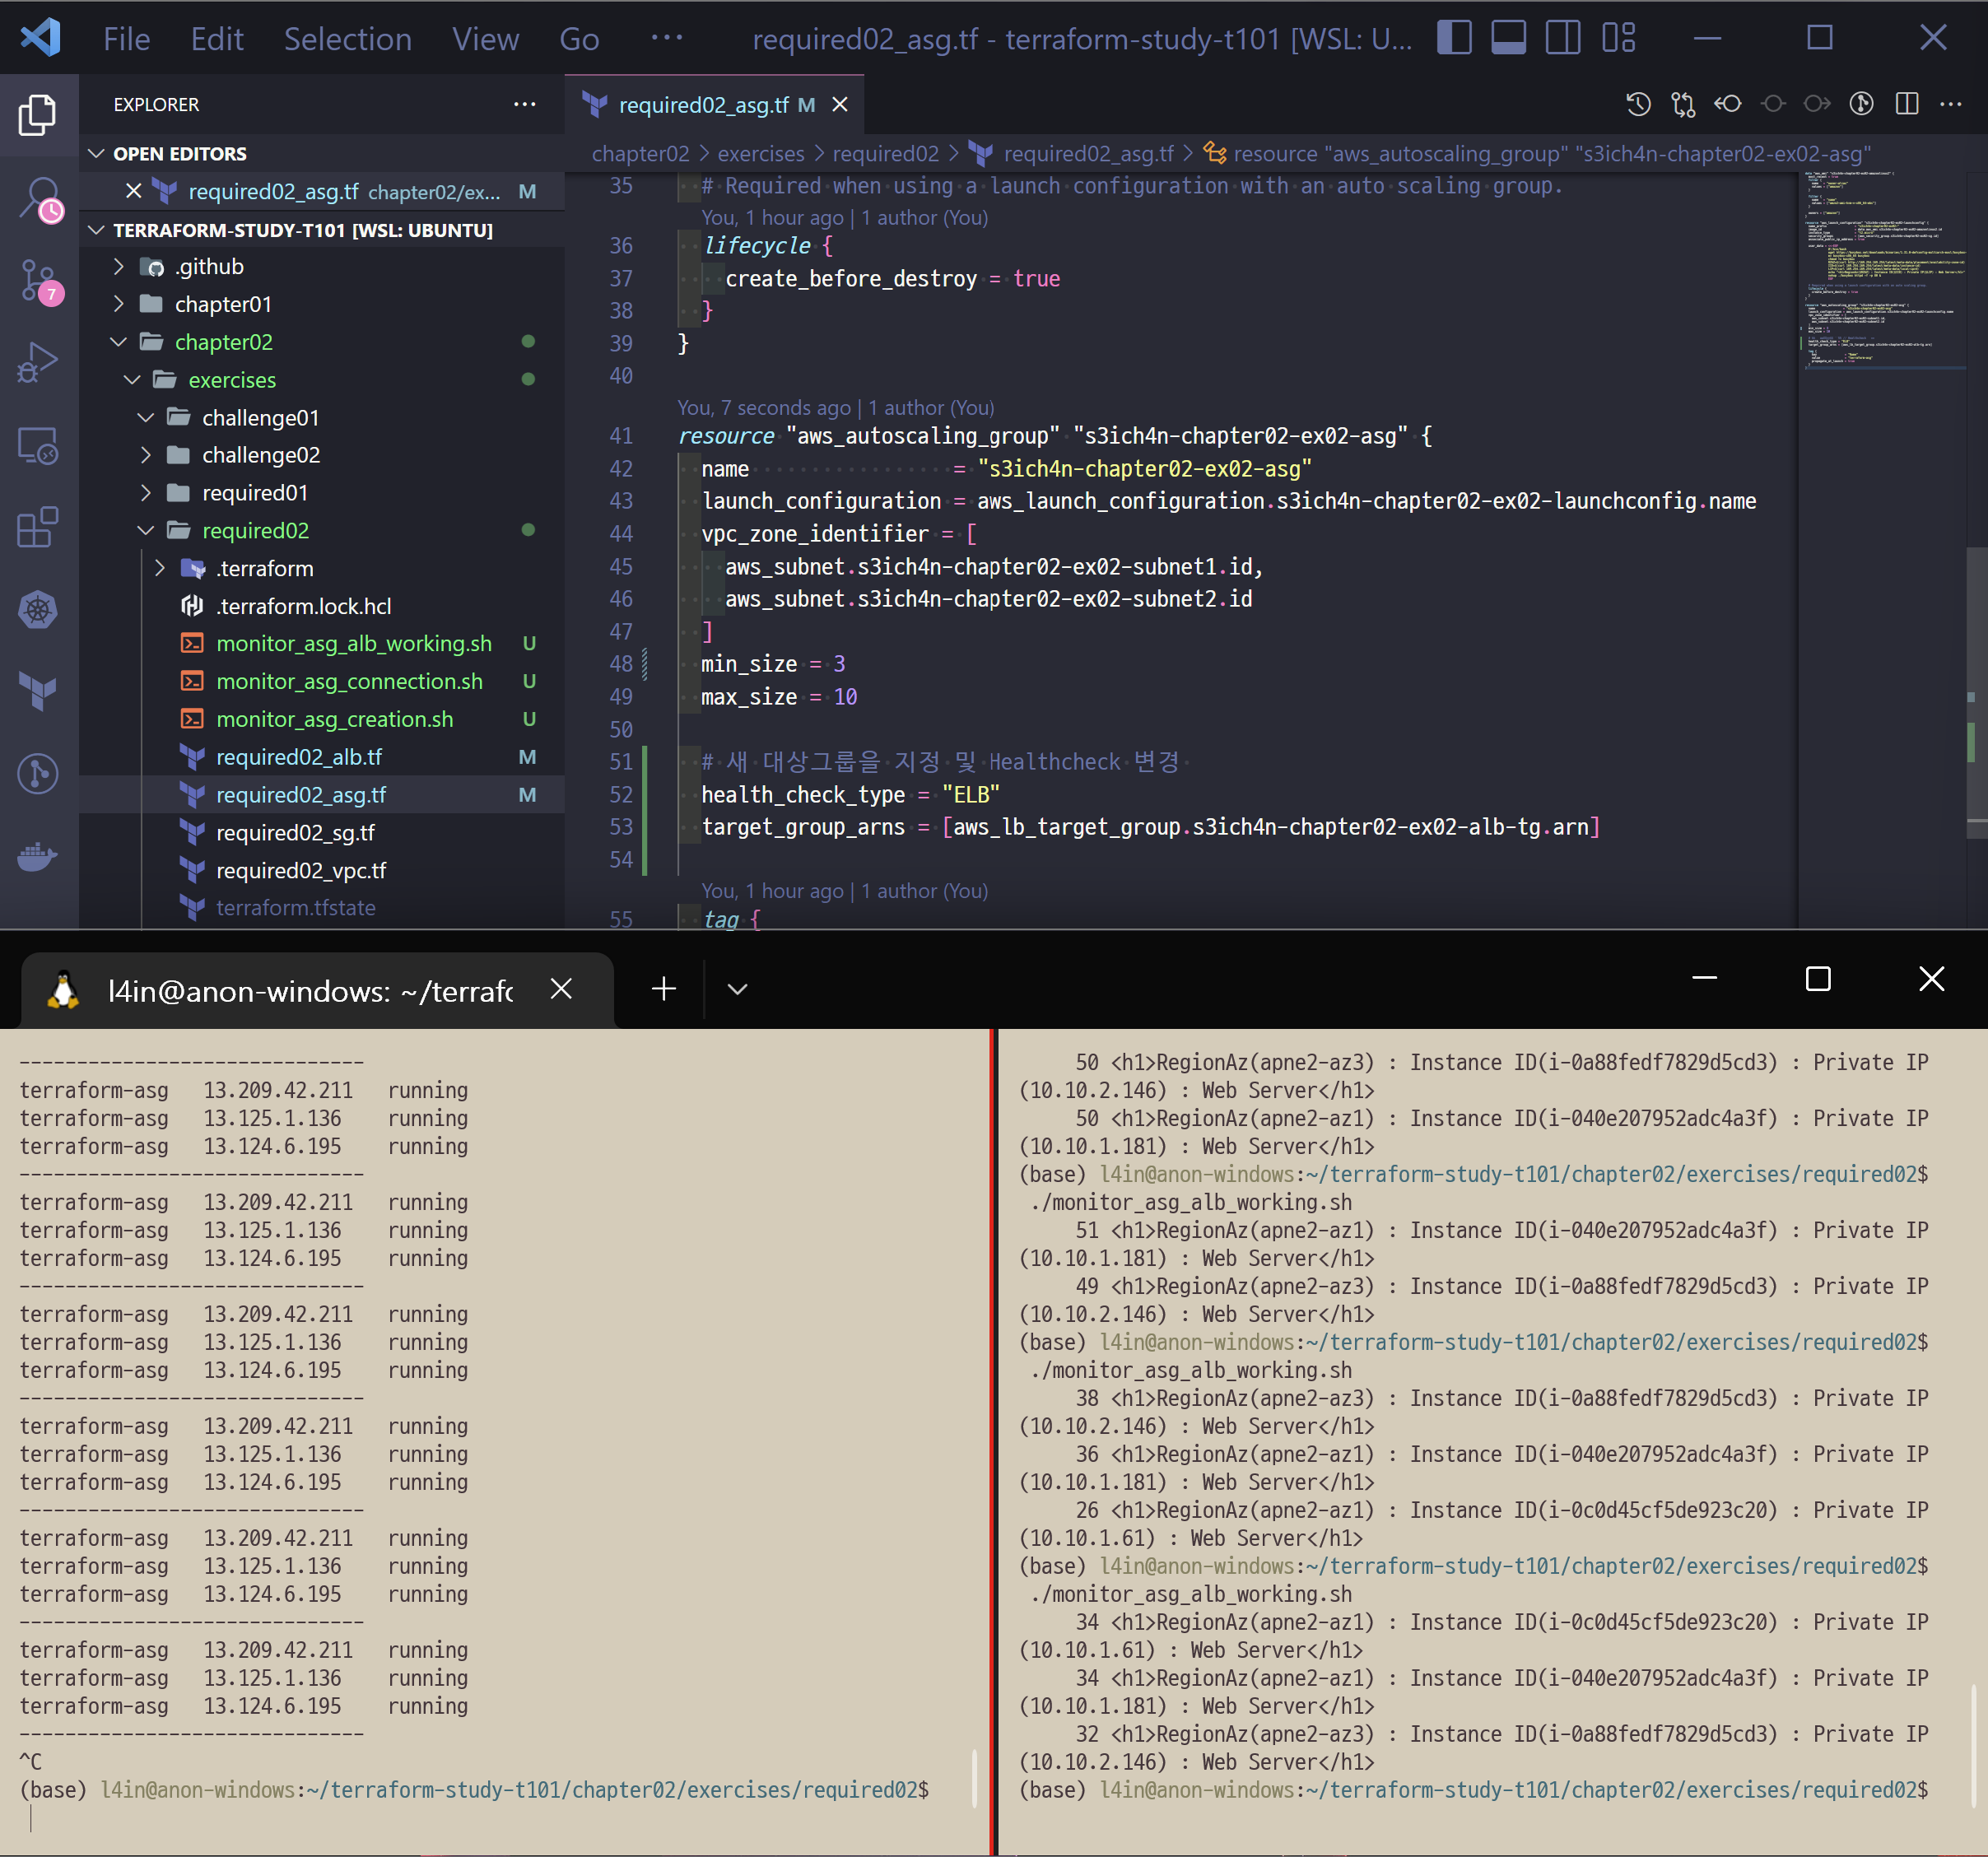 File Edit Selection View Go ··· required02_asg.tf - terraform-study-t101 [WSL: U...
EXPLORER ···
required02_asg.tf M
OPEN EDITORS
required02_asg.tf chapter02/ex... M
TERRAFORM-STUDY-T101 [WSL: UBUNTU]
.github
chapter01
chapter02
exercises
challenge01
challenge02
required01
required02
.terraform
.terraform.lock.hcl
monitor_asg_alb_working.sh U
monitor_asg_connection.sh U
monitor_asg_creation.sh U
required02_alb.tf M
required02_asg.tf M
required02_sg.tf
required02_vpc.tf
terraform.tfstate
7
chapter02 > exercises > required02 > required02_asg.tf > resource "aws_autoscaling_group" "s3ich4n-chapter02-ex02-asg"
35 # Required when using a launch configuration with an auto scaling group.
You, 1 hour ago | 1 author (You)
36 lifecycle {
37 create_before_destroy = true
38 }
39 }
40
You, 7 seconds ago | 1 author (You)
41 resource "aws_autoscaling_group" "s3ich4n-chapter02-ex02-asg" {
42 name = "s3ich4n-chapter02-ex02-asg"
43 launch_configuration = aws_launch_configuration.s3ich4n-chapter02-ex02-launchconfig.name
44 vpc_zone_identifier = [
45 aws_subnet.s3ich4n-chapter02-ex02-subnet1.id,
46 aws_subnet.s3ich4n-chapter02-ex02-subnet2.id
47 ]
48 min_size = 3
49 max_size = 10
50
51 # 새 대상그룹을 지정 및 Healthcheck 변경
52 health_check_type = "ELB"
53 target_group_arns = [aws_lb_target_group.s3ich4n-chapter02-ex02-alb-tg.arn]
54
You, 1 hour ago | 1 author (You)
55 tag {
l4in@anon-windows: ~/terrafo
------------------------------
terraform-asg 13.209.42.211 running
terraform-asg 13.125.1.136 running
terraform-asg 13.124.6.195 running
------------------------------
terraform-asg 13.209.42.211 running
terraform-asg 13.125.1.136 running
terraform-asg 13.124.6.195 running
------------------------------
terraform-asg 13.209.42.211 running
terraform-asg 13.125.1.136 running
terraform-asg 13.124.6.195 running
------------------------------
terraform-asg 13.209.42.211 running
terraform-asg 13.125.1.136 running
terraform-asg 13.124.6.195 running
------------------------------
terraform-asg 13.209.42.211 running
terraform-asg 13.125.1.136 running
terraform-asg 13.124.6.195 running
------------------------------
terraform-asg 13.209.42.211 running
terraform-asg 13.125.1.136 running
terraform-asg 13.124.6.195 running
------------------------------
^C
(base) l4in@anon-windows:~/terraform-study-t101/chapter02/exercises/required02$
50 <h1>RegionAz(apne2-az3) : Instance ID(i-0a88fedf7829d5cd3) : Private IP
(10.10.2.146) : Web Server</h1>
50 <h1>RegionAz(apne2-az1) : Instance ID(i-040e207952adc4a3f) : Private IP
(10.10.1.181) : Web Server</h1>
(base) l4in@anon-windows:~/terraform-study-t101/chapter02/exercises/required02$
./monitor_asg_alb_working.sh
51 <h1>RegionAz(apne2-az1) : Instance ID(i-040e207952adc4a3f) : Private IP
(10.10.1.181) : Web Server</h1>
49 <h1>RegionAz(apne2-az3) : Instance ID(i-0a88fedf7829d5cd3) : Private IP
(10.10.2.146) : Web Server</h1>
(base) l4in@anon-windows:~/terraform-study-t101/chapter02/exercises/required02$
./monitor_asg_alb_working.sh
38 <h1>RegionAz(apne2-az3) : Instance ID(i-0a88fedf7829d5cd3) : Private IP
(10.10.2.146) : Web Server</h1>
36 <h1>RegionAz(apne2-az1) : Instance ID(i-040e207952adc4a3f) : Private IP
(10.10.1.181) : Web Server</h1>
26 <h1>RegionAz(apne2-az1) : Instance ID(i-0c0d45cf5de923c20) : Private IP
(10.10.1.61) : Web Server</h1>
(base) l4in@anon-windows:~/terraform-study-t101/chapter02/exercises/required02$
./monitor_asg_alb_working.sh
34 <h1>RegionAz(apne2-az1) : Instance ID(i-0c0d45cf5de923c20) : Private IP
(10.10.1.61) : Web Server</h1>
34 <h1>RegionAz(apne2-az1) : Instance ID(i-040e207952adc4a3f) : Private IP
(10.10.1.181) : Web Server</h1>
32 <h1>RegionAz(apne2-az3) : Instance ID(i-0a88fedf7829d5cd3) : Private IP
(10.10.2.146) : Web Server</h1>
(base) l4in@anon-windows:~/terraform-study-t101/chapter02/exercises/required02$